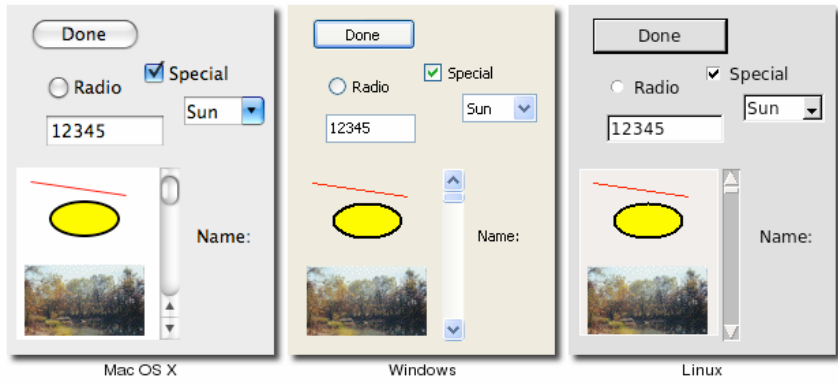 Done
Radio
Special
Sun
12345
Name:
Mac OS X
Done
Radio
Special
Sun
12345
Name:
Windows
Done
Radio
Special
Sun
12345
Name:
Linux